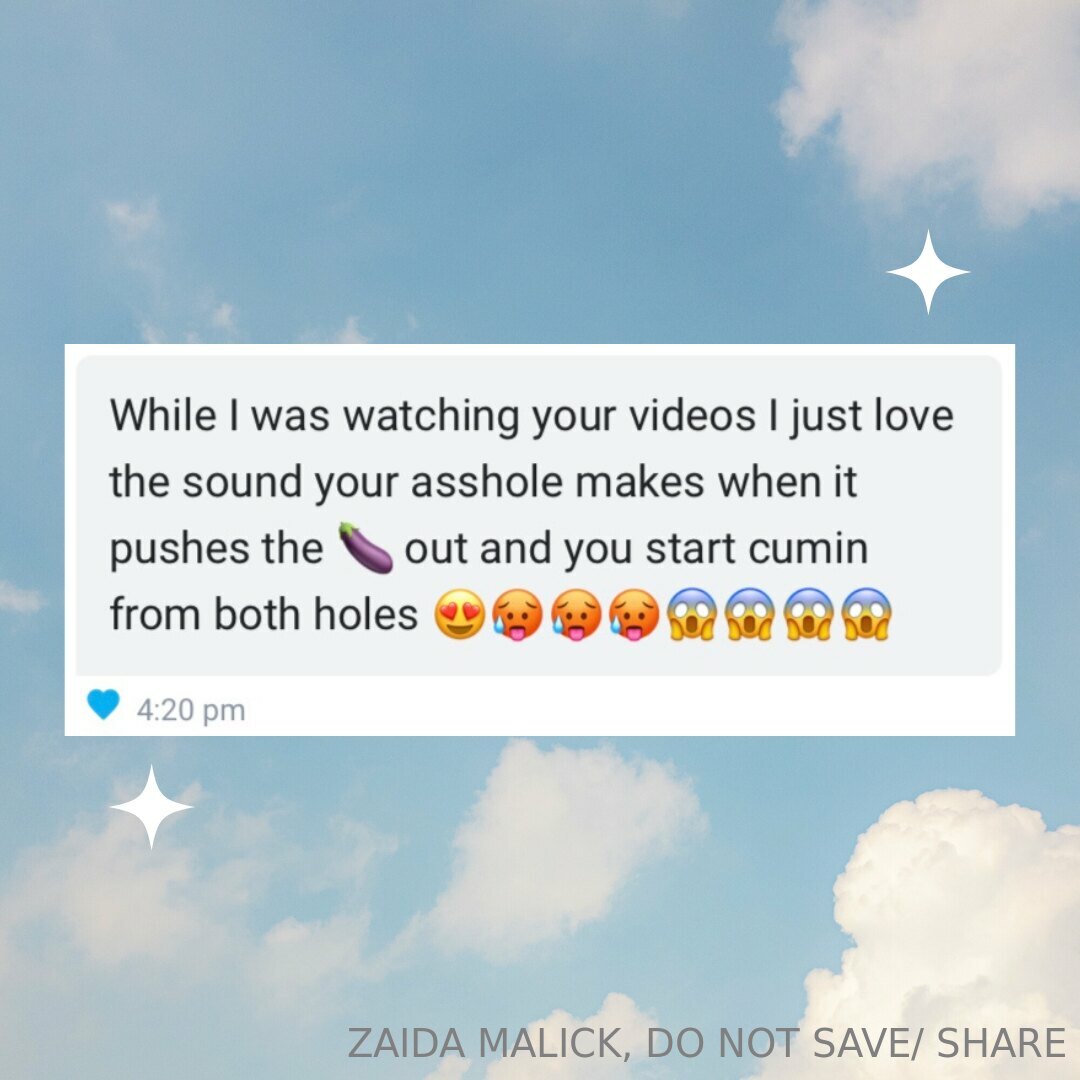 While I was watching your videos I just love
the sound your asshole makes when it
pushes the 🍆 out and you start cumin
from both holes 😍🥵🥵🥵😱😱😱😱
4:20 pm
ZAIDA MALICK, DO NOT SAVE/ SHARE